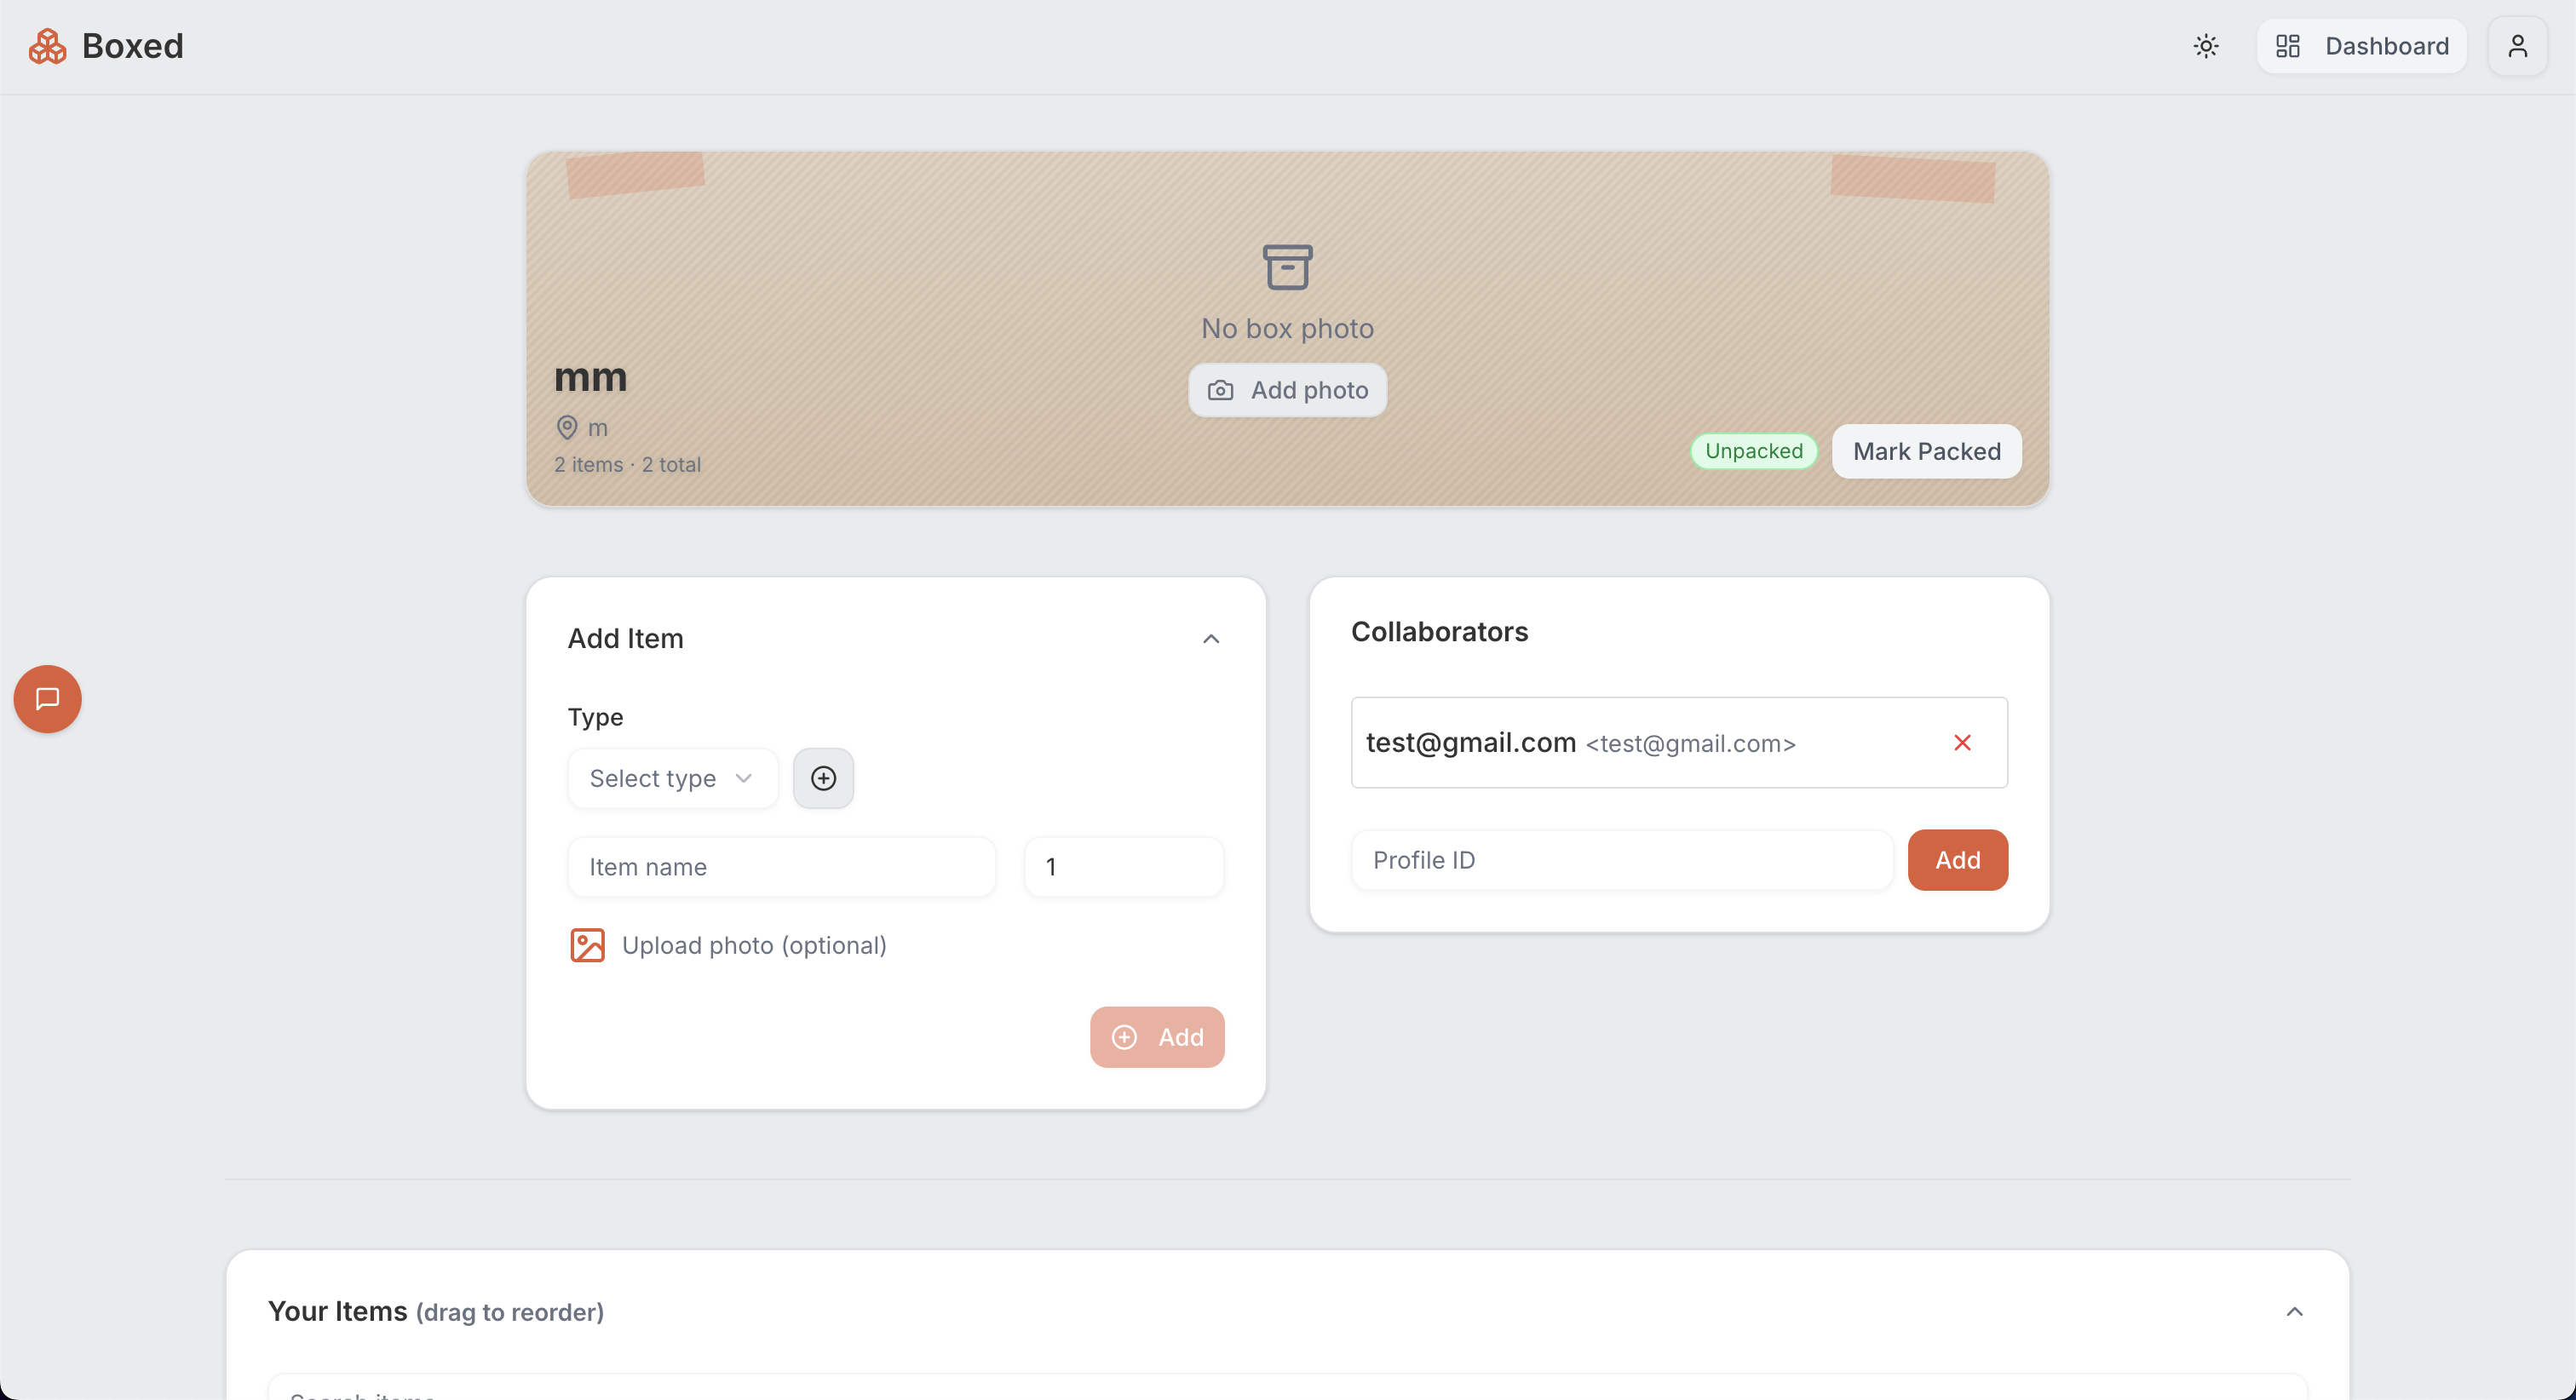 Boxed
Dashboard
No box photo
Add photo
mm
m
2 items · 2 total
Unpacked
Mark Packed
Add Item
Type
Select type
Item name
1
Upload photo (optional)
Add
Collaborators
test@gmail.com <test@gmail.com>
Profile ID
Add
Your Items (drag to reorder)
Search items